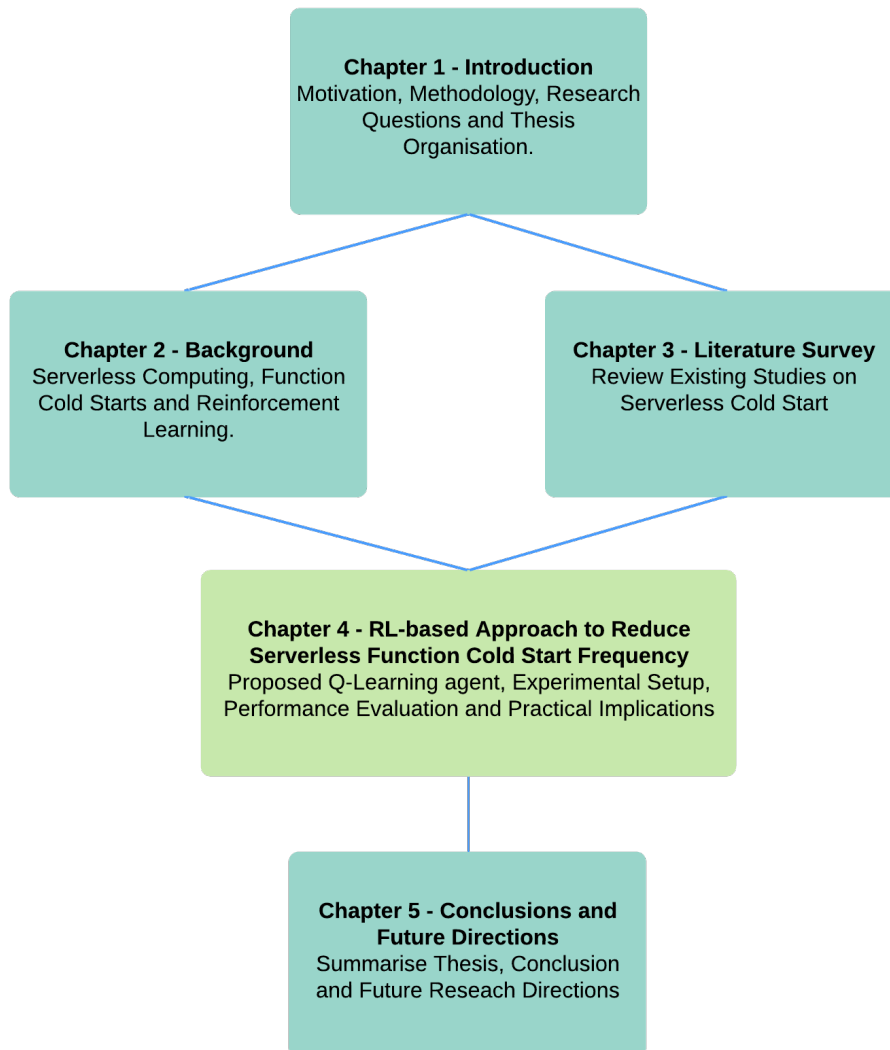 Chapter 1 - Introduction
Motivation, Methodology, Research
Questions and Thesis
Organisation.
Chapter 2 - Background
Serverless Computing, Function
Cold Starts and Reinforcement
Learning.
Chapter 3 - Literature Survey
Review Existing Studies on
Serverless Cold Start
Chapter 4 - RL-based Approach to Reduce
Serverless Function Cold Start Frequency
Proposed Q-Learning agent, Experimental Setup,
Performance Evaluation and Practical Implications
Chapter 5 - Conclusions and
Future Directions
Summarise Thesis, Conclusion
and Future Reseach Directions